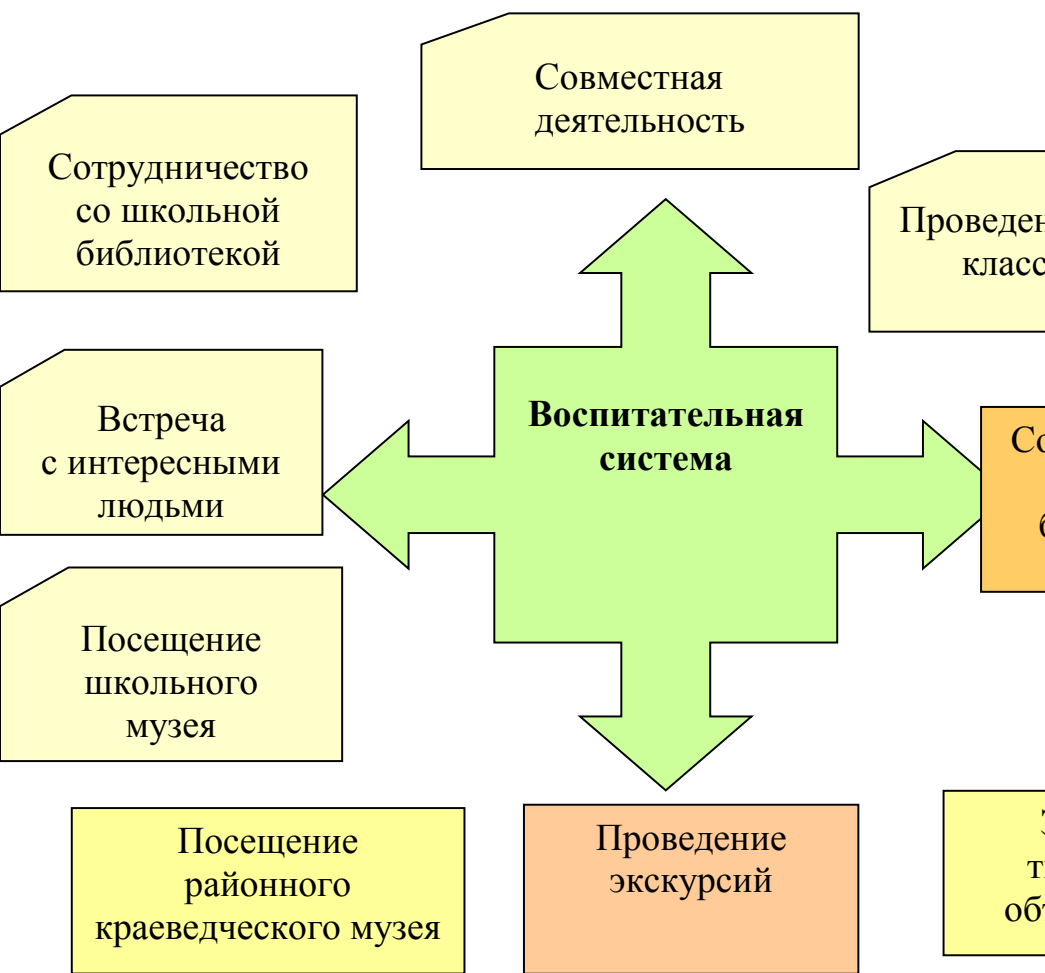 Совместная
деятельность
Сотрудничество
со школьной
библиотекой
Встреча
с интересными
людьми
Воспитательная
система
Посещение
школьного
музея
Посещение
районного
краеведческого музея
Проведение
экскурсий